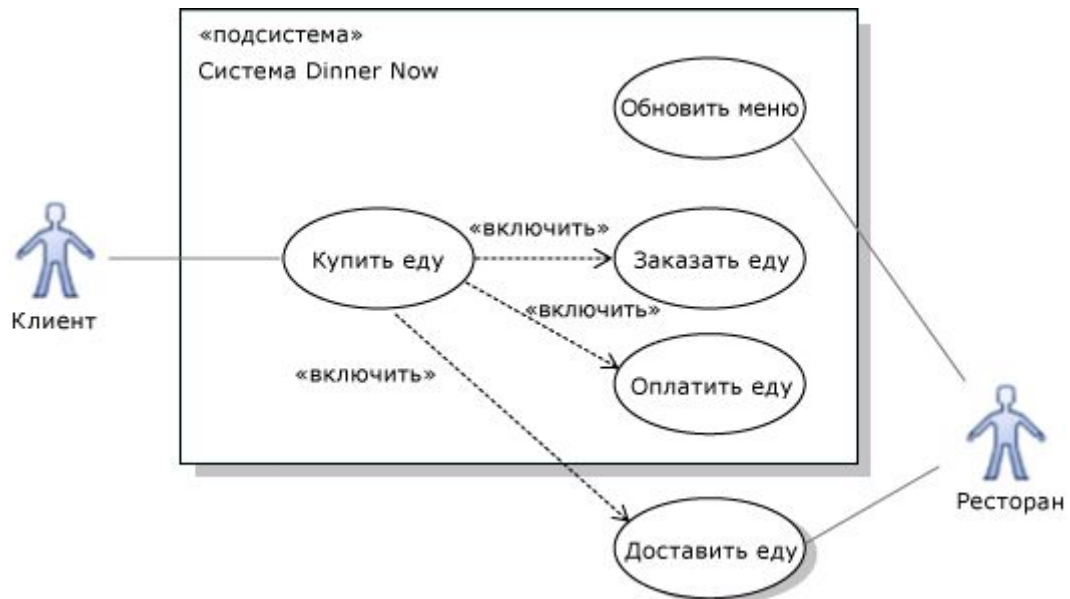 «подсистема»
Система Dinner Now
Обновить меню
«включить»
Купить еду
Заказать еду
«включить»
Клиент
«включить»
Оплатить еду
Ресторан
Доставить еду